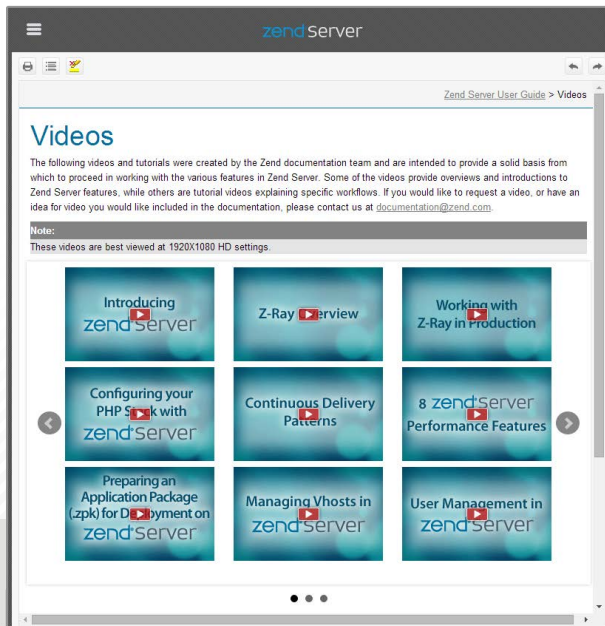 zend server
Zend Server User Guide > Videos
Videos
The following videos and tutorials were created by the Zend documentation team and are intended to provide a solid basis from
which to proceed in working with the various features in Zend Server. Some of the videos provide overviews and introductions to
Zend Server features, while others are tutorial videos explaining specific workflows. If you would like to request a video, or have an
idea for video you would like included in the documentation, please contact us at documentation@zend.com.
Note:
These videos are best viewed at 1920X1080 HD settings.
Introducing
zend server
Z-Ray Overview
Working with
Z-Ray in Production
Configuring your
PHP Stack with
zend server
Continuous Delivery
Patterns
8 zend server
Performance Features
Preparing an
Application Package
(.zpk) for Deployment on
zend server
Managing Vhosts in
zend server
User Management in
zend server